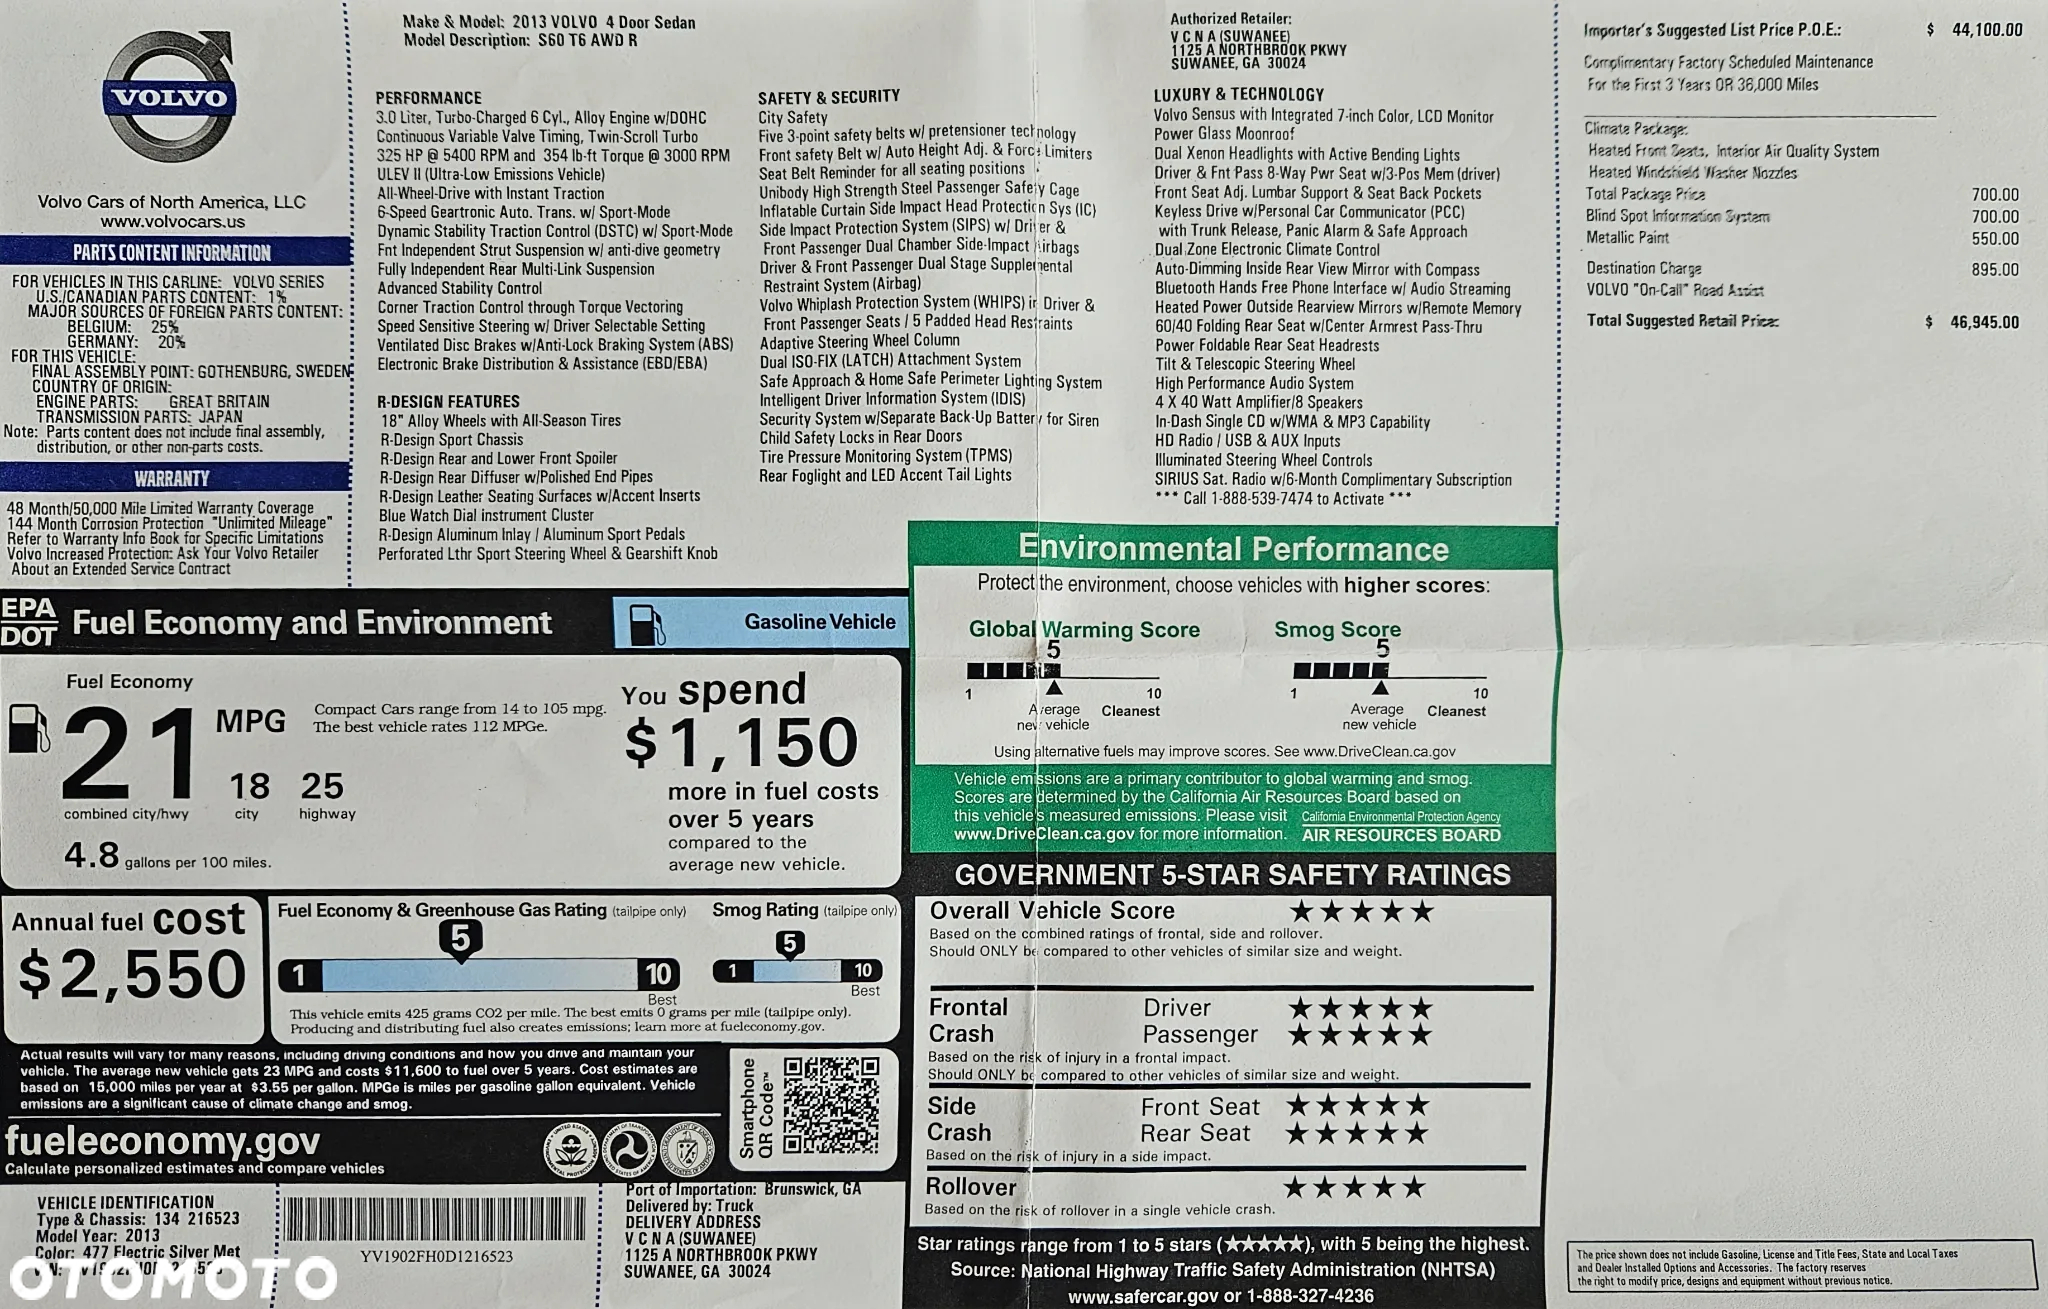 VOLVO
Volvo Cars of North America, LLC
www.volvocars.us
PARTS CONTENT INFORMATION
FOR VEHICLES IN THIS CARLINE: VOLVO SERIES
U.S./CANADIAN PARTS CONTENT: 1%
MAJOR SOURCES OF FOREIGN PARTS CONTENT:
BELGIUM: 25%
GERMANY: 20%
FOR THIS VEHICLE:
FINAL ASSEMBLY POINT: GOTHENBURG, SWEDEN
COUNTRY OF ORIGIN:
ENGINE PARTS: GREAT BRITAIN
TRANSMISSION PARTS: JAPAN
Note: Parts content does not include final assembly,
distribution, or other non-parts costs.
WARRANTY
48 Month/50,000 Mile Limited Warranty Coverage
144 Month Corrosion Protection "Unlimited Mileage"
Refer to Warranty Info Book for Specific Limitations
Volvo Increased Protection: Ask Your Volvo Retailer
About an Extended Service Contract
Make & Model: 2013 VOLVO 4 Door Sedan
Model Description: S60 T6 AWD R
PERFORMANCE
3.0 Liter, Turbo-Charged 6 Cyl., Alloy Engine w/DOHC
Continuous Variable Valve Timing, Twin-Scroll Turbo
325 HP @ 5400 RPM and 354 lb-ft Torque @ 3000 RPM
ULEV II (Ultra-Low Emissions Vehicle)
All-Wheel-Drive with Instant Traction
6-Speed Geartronic Auto. Trans. w/ Sport-Mode
Dynamic Stability Traction Control (DSTC) w/ Sport-Mode
Fnt Independent Strut Suspension w/ anti-dive geometry
Fully Independent Rear Multi-Link Suspension
Advanced Stability Control
Corner Traction Control through Torque Vectoring
Speed Sensitive Steering w/ Driver Selectable Setting
Ventilated Disc Brakes w/Anti-Lock Braking System (ABS)
Electronic Brake Distribution & Assistance (EBD/EBA)
R-DESIGN FEATURES
18" Alloy Wheels with All-Season Tires
R-Design Sport Chassis
R-Design Rear and Lower Front Spoiler
R-Design Rear Diffuser w/Polished End Pipes
R-Design Leather Seating Surfaces w/Accent Inserts
Blue Watch Dial instrument Cluster
R-Design Aluminum Inlay / Aluminum Sport Pedals
Perforated Lthr Sport Steering Wheel & Gearshift Knob
SAFETY & SECURITY
City Safety
Five 3-point safety belts w/ pretensioner technology
Front safety Belt w/ Auto Height Adj. & Force Limiters
Seat Belt Reminder for all seating positions
Unibody High Strength Steel Passenger Safety Cage
Inflatable Curtain Side Impact Head Protection Sys (IC)
Side Impact Protection System (SIPS) w/ Driver &
Front Passenger Dual Chamber Side-Impact Airbags
Driver & Front Passenger Dual Stage Supplemental
Restraint System (Airbag)
Volvo Whiplash Protection System (WHIPS) in Driver &
Front Passenger Seats / 5 Padded Head Restraints
Adaptive Steering Wheel Column
Dual ISO-FIX (LATCH) Attachment System
Safe Approach & Home Safe Perimeter Lighting System
Intelligent Driver Information System (IDIS)
Security System w/Separate Back-Up Battery for Siren
Child Safety Locks in Rear Doors
Tire Pressure Monitoring System (TPMS)
Rear Foglight and LED Accent Tail Lights
Authorized Retailer:
V C N A (SUWANEE)
1125 A NORTHBROOK PKWY
SUWANEE, GA 30024
LUXURY & TECHNOLOGY
Volvo Sensus with Integrated 7-inch Color, LCD Monitor
Power Glass Moonroof
Dual Xenon Headlights with Active Bending Lights
Driver & Fnt Pass 8-Way Pwr Seat w/3-Pos Mem (driver)
Front Seat Adj. Lumbar Support & Seat Back Pockets
Keyless Drive w/Personal Car Communicator (PCC)
with Trunk Release, Panic Alarm & Safe Approach
Dual Zone Electronic Climate Control
Auto-Dimming Inside Rear View Mirror with Compass
Bluetooth Hands Free Phone Interface w/ Audio Streaming
Heated Power Outside Rearview Mirrors w/Remote Memory
60/40 Folding Rear Seat w/Center Armrest Pass-Thru
Power Foldable Rear Seat Headrests
Tilt & Telescopic Steering Wheel
High Performance Audio System
4 X 40 Watt Amplifier/8 Speakers
In-Dash Single CD w/WMA & MP3 Capability
HD Radio / USB & AUX Inputs
Illuminated Steering Wheel Controls
SIRIUS Sat. Radio w/6-Month Complimentary Subscription
*** Call 1-888-539-7474 to Activate ***
Importer's Suggested List Price P.O.E.: $ 44,100.00
Complimentary Factory Scheduled Maintenance
For the First 3 Years OR 36,000 Miles
Climate Package:
Heated Front Seats, Interior Air Quality System
Heated Windshield Washer Nozzles
Total Package Price 700.00
Blind Spot Information System 700.00
Metallic Paint 550.00
Destination Charge 895.00
VOLVO "On-Call" Road Assist
Total Suggested Retail Price: $ 46,945.00
EPA
DOT
Fuel Economy and Environment
Gasoline Vehicle
Fuel Economy
21 MPG
combined city/hwy
18
city
25
highway
4.8 gallons per 100 miles.
Compact Cars range from 14 to 105 mpg.
The best vehicle rates 112 MPGe.
You spend
$1,150
more in fuel costs
over 5 years
compared to the
average new vehicle.
Annual fuel cost
$2,550
Fuel Economy & Greenhouse Gas Rating (tailpipe only)
5
1 10
Best
Smog Rating (tailpipe only)
5
1 10
Best
This vehicle emits 425 grams CO2 per mile. The best emits 0 grams per mile (tailpipe only).
Producing and distributing fuel also creates emissions; learn more at fueleconomy.gov.
Actual results will vary for many reasons, including driving conditions and how you drive and maintain your
vehicle. The average new vehicle gets 23 MPG and costs $11,600 to fuel over 5 years. Cost estimates are
based on 15,000 miles per year at $3.55 per gallon. MPGe is miles per gasoline gallon equivalent. Vehicle
emissions are a significant cause of climate change and smog.
fueleconomy.gov
Calculate personalized estimates and compare vehicles
Smartphone
QR Code™
Environmental Performance
Protect the environment, choose vehicles with higher scores:
Global Warming Score
5
1 10
Average
new vehicle
Cleanest
Smog Score
5
1 10
Average
new vehicle
Cleanest
Using alternative fuels may improve scores. See www.DriveClean.ca.gov
Vehicle emissions are a primary contributor to global warming and smog.
Scores are determined by the California Air Resources Board based on
this vehicle's measured emissions. Please visit
www.DriveClean.ca.gov for more information.
California Environmental Protection Agency
AIR RESOURCES BOARD
GOVERNMENT 5-STAR SAFETY RATINGS
Overall Vehicle Score ★★★★★
Based on the combined ratings of frontal, side and rollover.
Should ONLY be compared to other vehicles of similar size and weight.
Frontal Driver ★★★★★
Crash Passenger ★★★★★
Based on the risk of injury in a frontal impact.
Should ONLY be compared to other vehicles of similar size and weight.
Side Front Seat ★★★★★
Crash Rear Seat ★★★★★
Based on the risk of injury in a side impact.
Rollover ★★★★★
Based on the risk of rollover in a single vehicle crash.
Star ratings range from 1 to 5 stars (★★★★★), with 5 being the highest.
Source: National Highway Traffic Safety Administration (NHTSA)
www.safercar.gov or 1-888-327-4236
VEHICLE IDENTIFICATION
Type & Chassis: 134 216523
Model Year: 2013
Color: 477 Electric Silver Met
YV1902FH0D1216523
Port of Importation: Brunswick, GA
Delivered by: Truck
DELIVERY ADDRESS
V C N A (SUWANEE)
1125 A NORTHBROOK PKWY
SUWANEE, GA 30024
The price shown does not include Gasoline, License and Title Fees, State and Local Taxes
and Dealer Installed Options and Accessories. The factory reserves
the right to modify price, designs and equipment without previous notice.
OTOMOTO